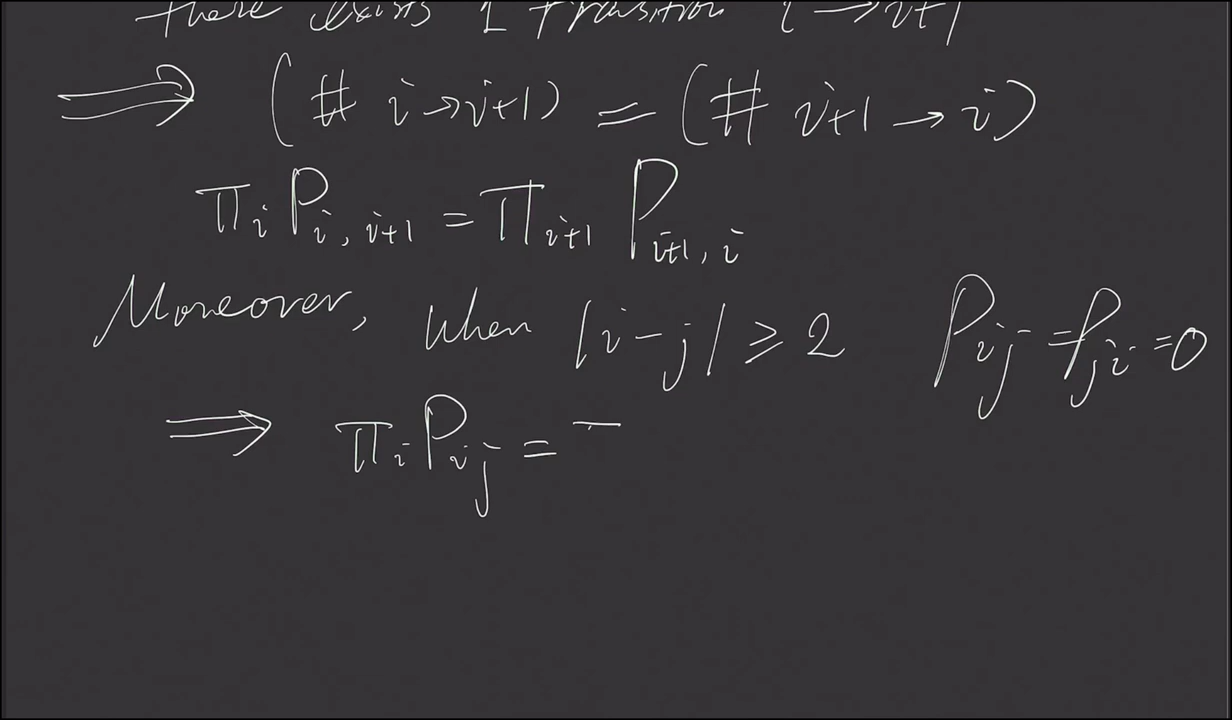 there exists 1 transition i → i+1
⟹ (# i → i+1) = (# i+1 → i)
π_i P_{i, i+1} = π_{i+1} P_{i+1, i}
Moreover, when |i-j| ≥ 2 P_{ij} = P_{ji} = 0
⟹ π_i P_{ij} =